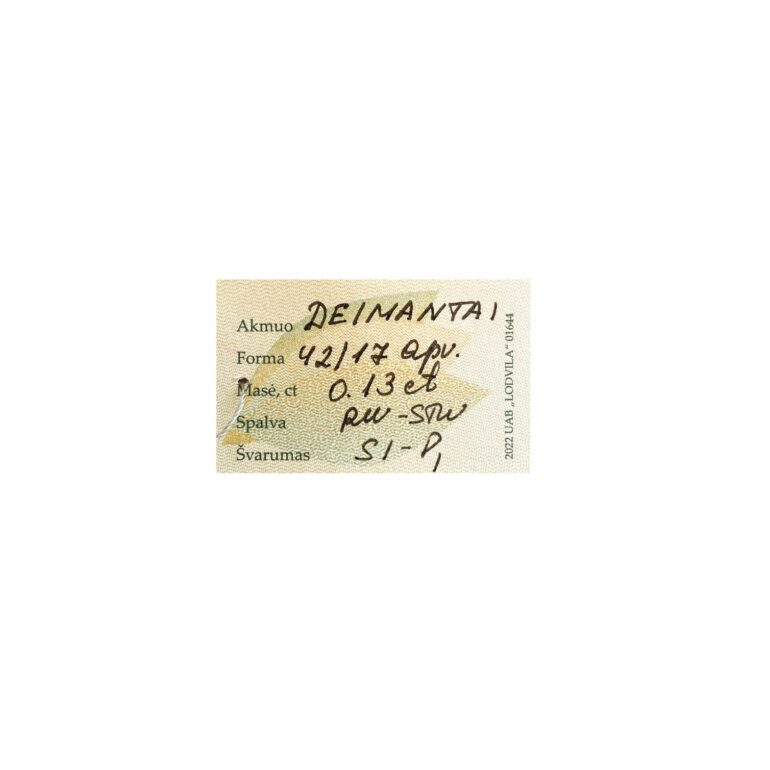 Akmuo DEIMANTAI
Forma 42/17 apv.
Masė, ct 0.13 ct
Spalva RW-STW
Švarumas SI-P1
2022 UAB „LODVILA“ 01644